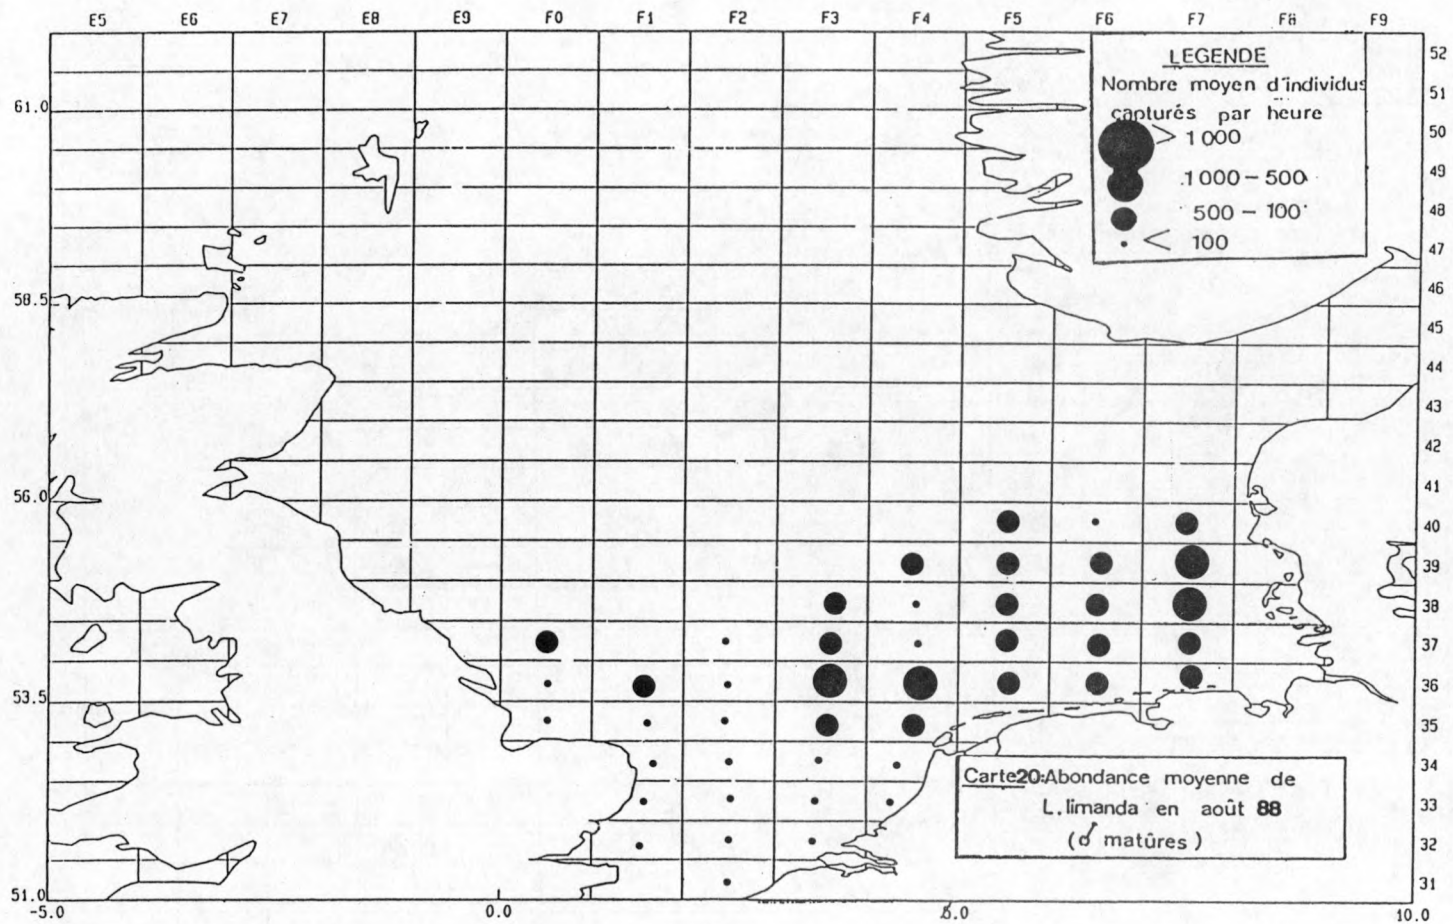 E5 E6 E7 E8 E9 F0 F1 F2 F3 F4 F5 F6 F7 F8 F9
LEGENDE
Nombre moyen d'individus
capturés par heure
> 1000
1000 - 500
500 - 100
< 100
52
51
50
49
48
47
46
45
44
43
42
41
40
39
38
37
36
35
34
33
32
31
61.0
58.5
56.0
53.5
51.0
Carte20:Abondance moyenne de
L..limanda en août 88
(♂ matûres)
-5.0 0.0 5.0 10.0